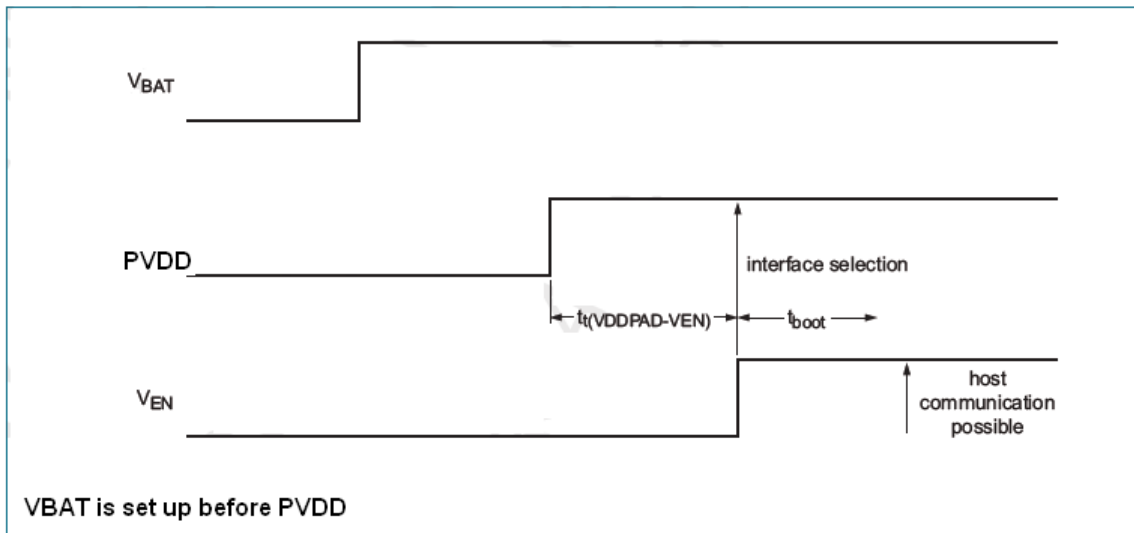 VBAT
PVDD
interface selection
tt(VDDPAD-VEN)
tboot
VEN
host
communication
possible
VBAT is set up before PVDD